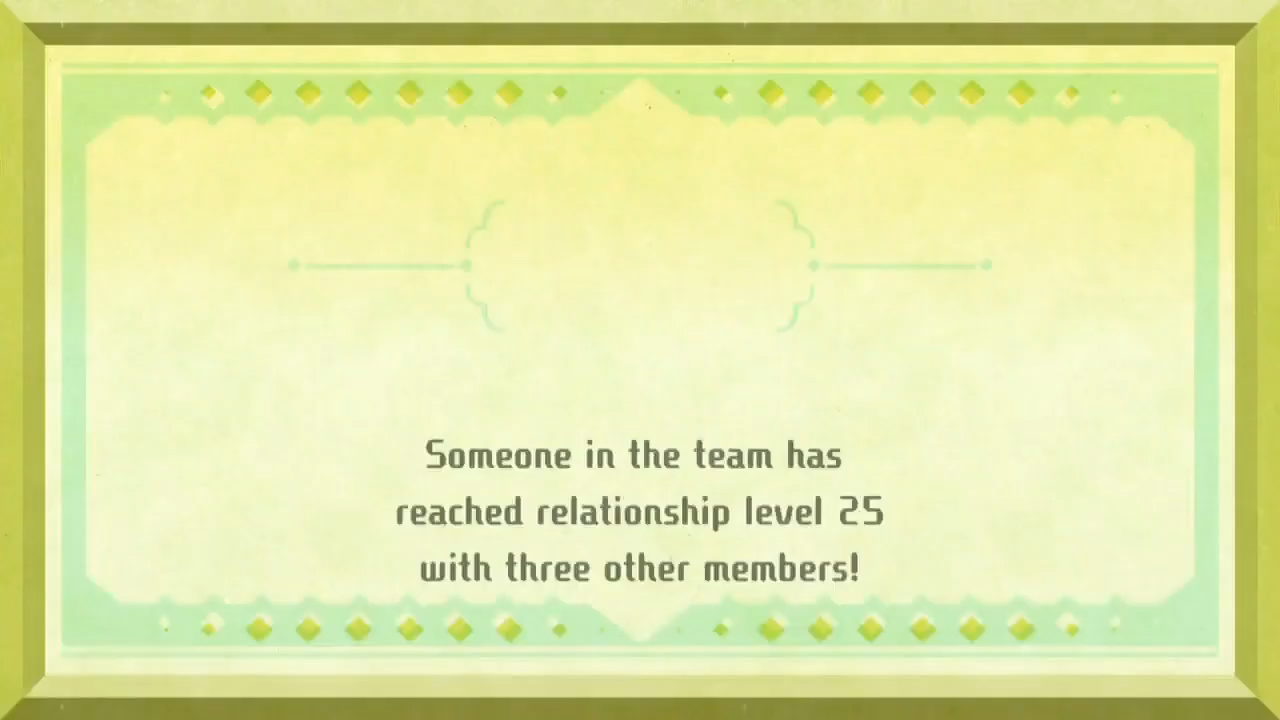 Someone in the team has
reached relationship level 25
with three other members!